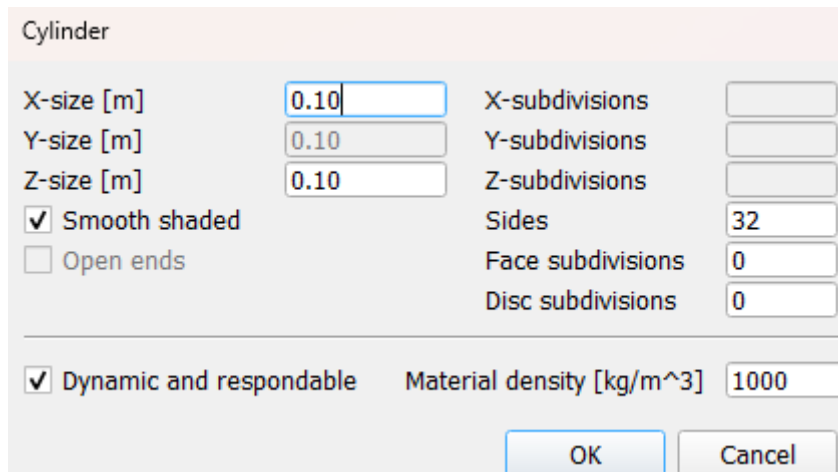 Cylinder
X-size [m] 0.10 X-subdivisions
Y-size [m] 0.10 Y-subdivisions
Z-size [m] 0.10 Z-subdivisions
Smooth shaded Sides 32
Open ends Face subdivisions 0
Disc subdivisions 0
Dynamic and respondable Material density [kg/m^3] 1000
OK Cancel